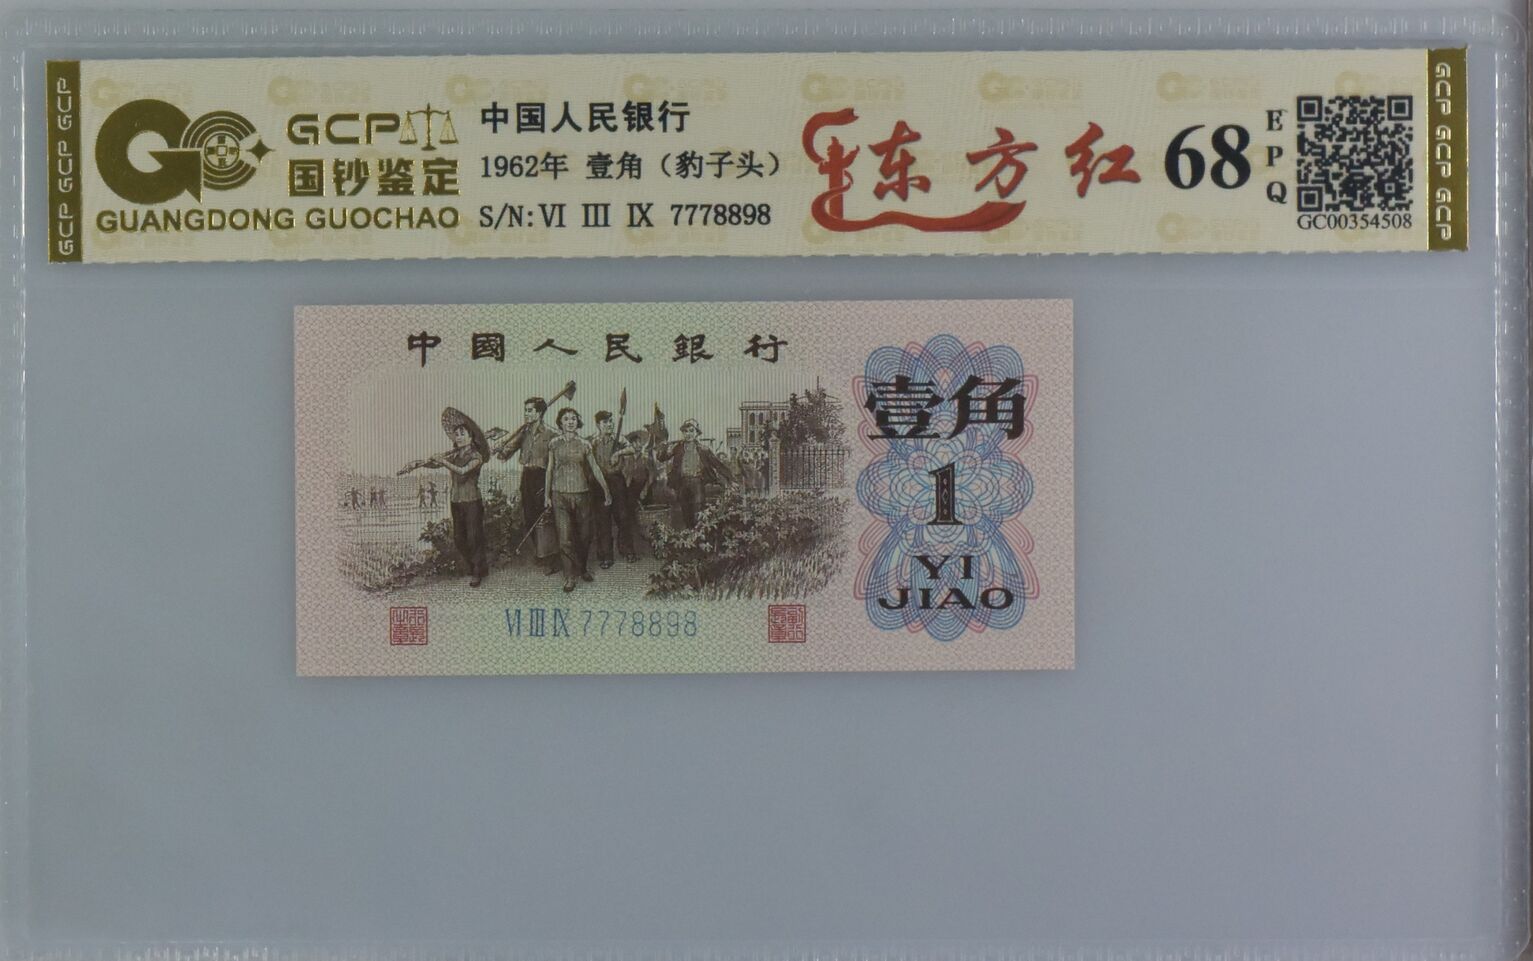 GCP 国钞鉴定
GUANGDONG GUOCHAO
中国人民银行
1962年 壹角（豹子头）
S/N: VI III IX 7778898
东方红
68
EPQ
GC00354508
GCP GCP GCP
GCP GCP GCP
中國人民銀行
壹角
1
YI
JIAO
VI III IX 7778898